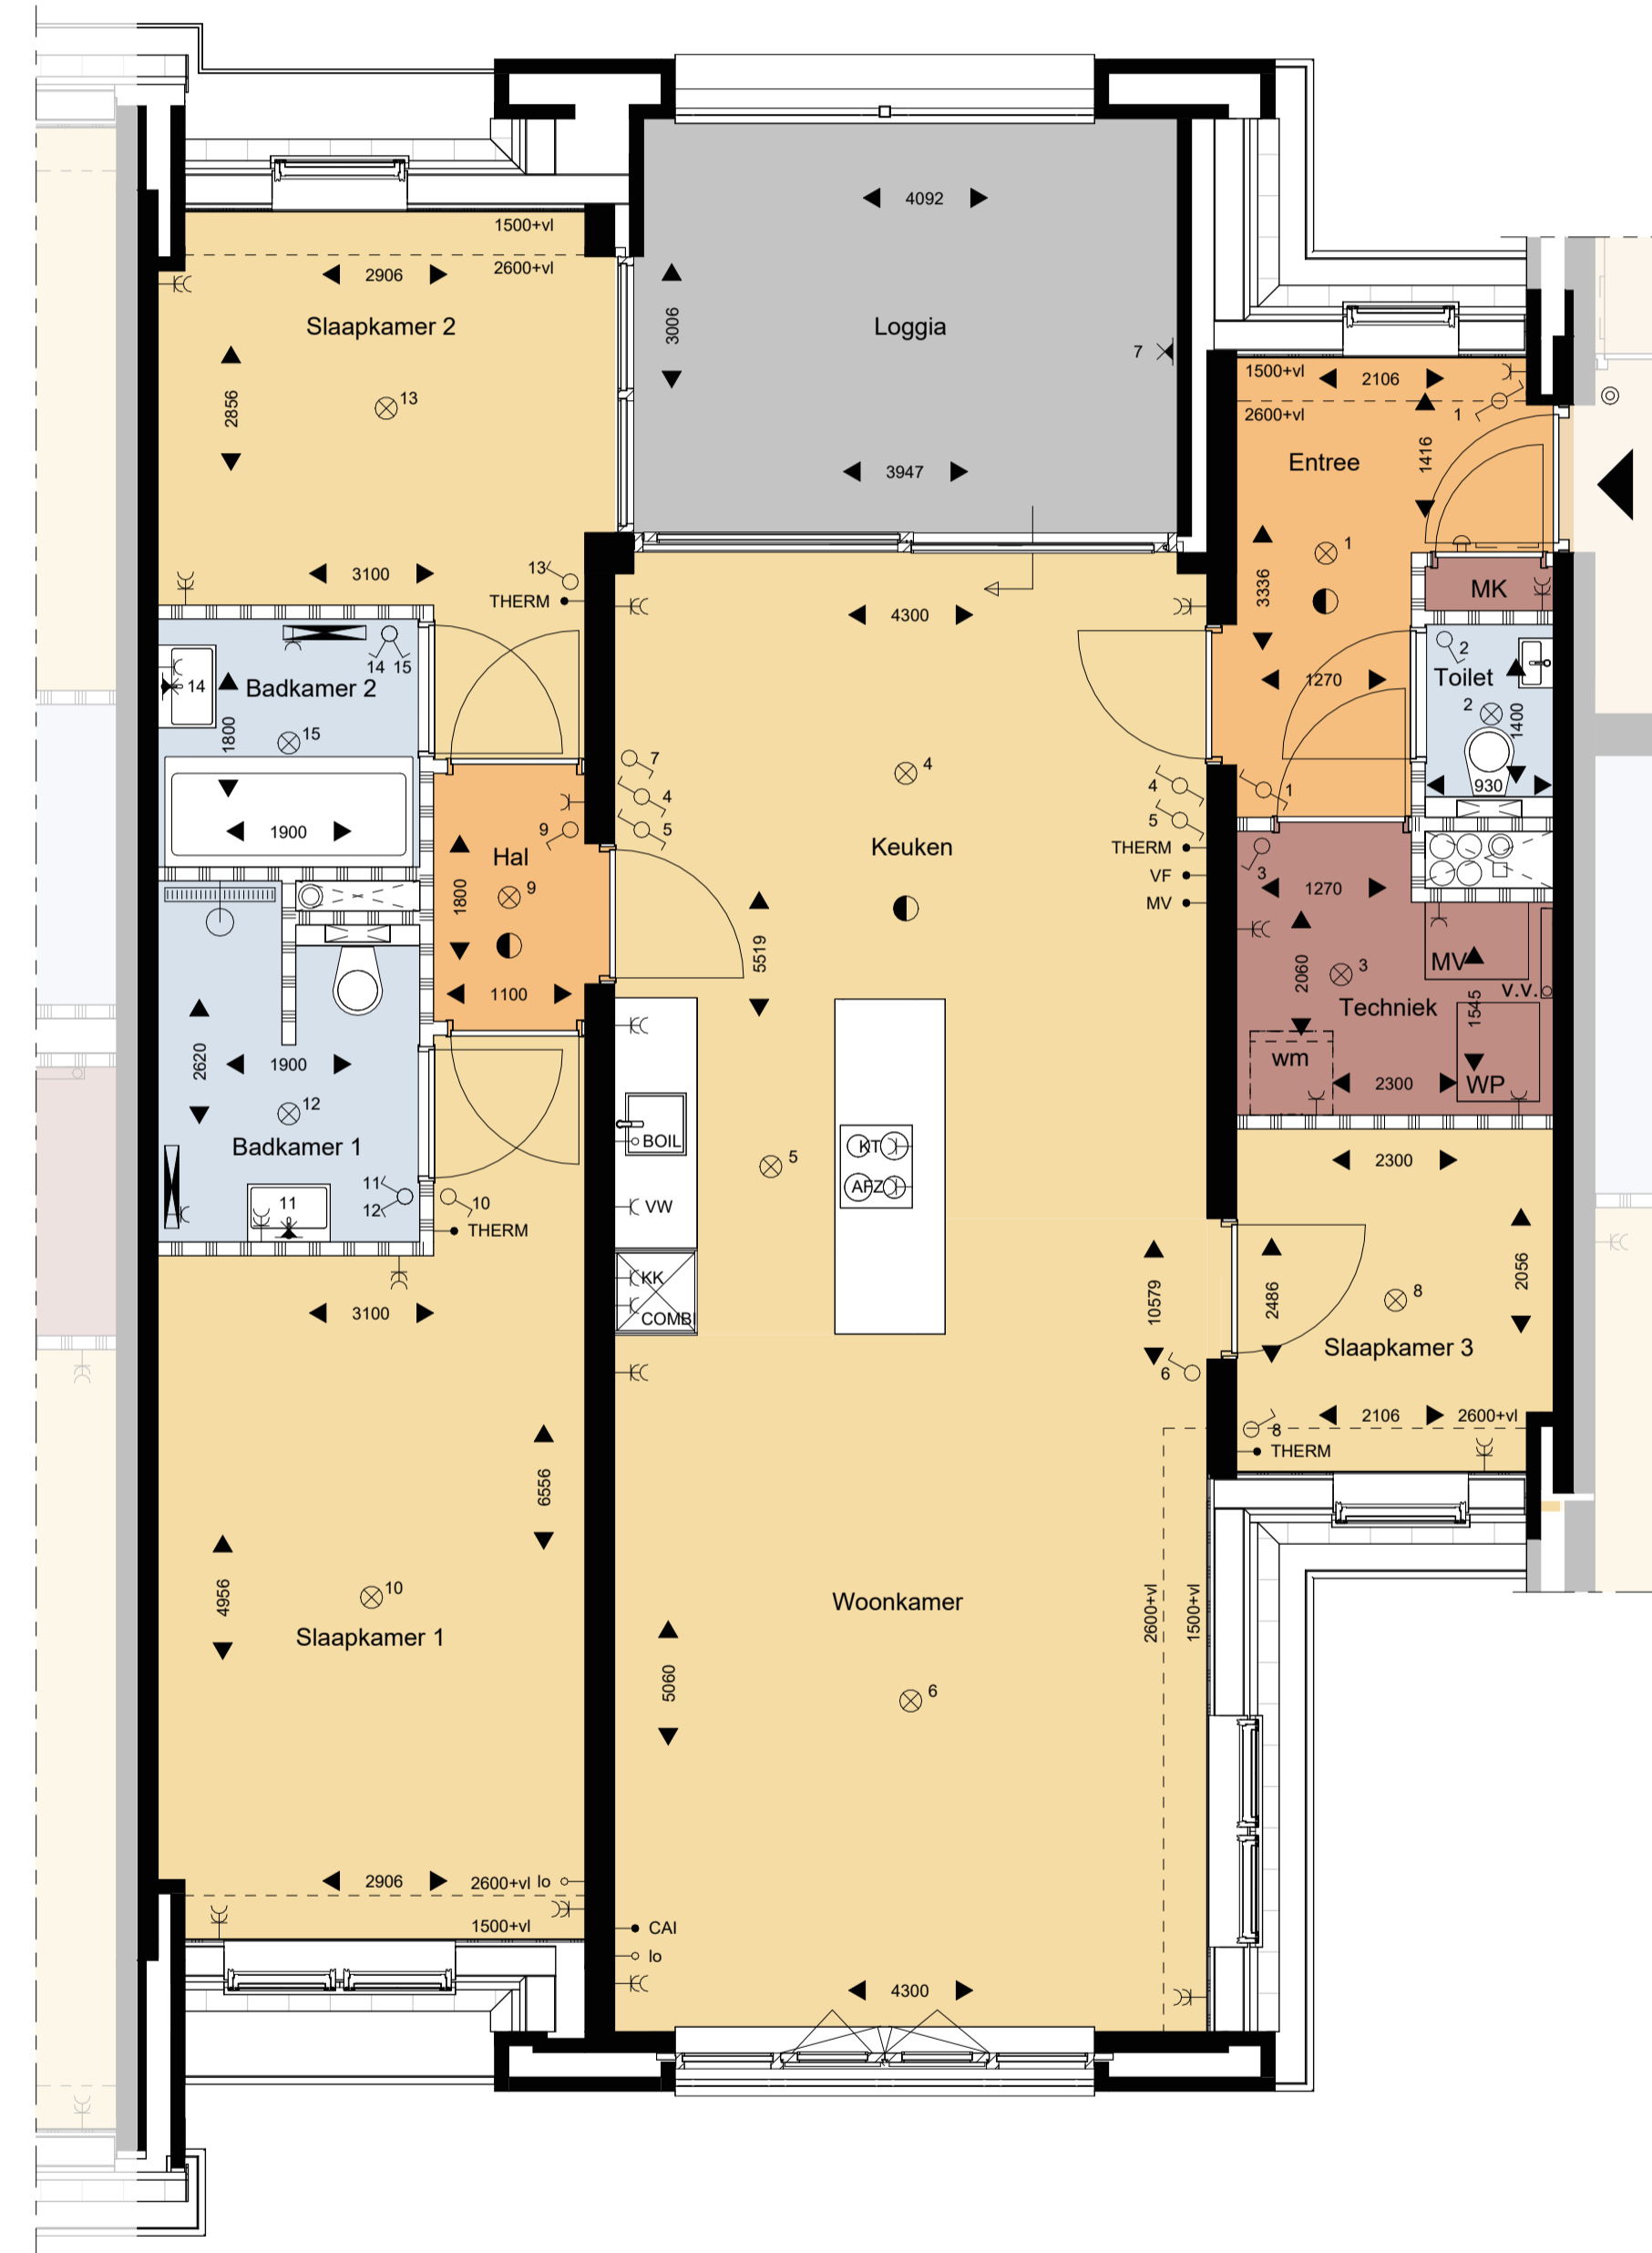 4092
1500+vl
2600+vl
2906
Slaapkamer 2
3006
Loggia
7
1500+vl
2106
2600+vl
1
1416
Entree
2856
13
3947
1
3336
MK
3100
13
THERM
4300
14 15
14
Badkamer 2
1800
15
1270
2
Toilet
2
1400
930
7
4
5
4
4
5
1
1900
9
Hal
9
1800
Keuken
THERM
VF
MV
3
1270
5519
1100
2060
3
MV
v.v.
Techniek
1545
wm
2300
WP
2620
1900
12
Badkamer 1
11
12
11
10
THERM
BOIL
VW
KT
AFZ
5
2300
KK
COMBI
3100
10579
2486
2056
8
Slaapkamer 3
6
2106
2600+vl
8
THERM
6556
4956
10
Slaapkamer 1
Woonkamer
2600+vl
1500+vl
5060
6
2906
2600+vl
lo
1500+vl
CAI
lo
4300